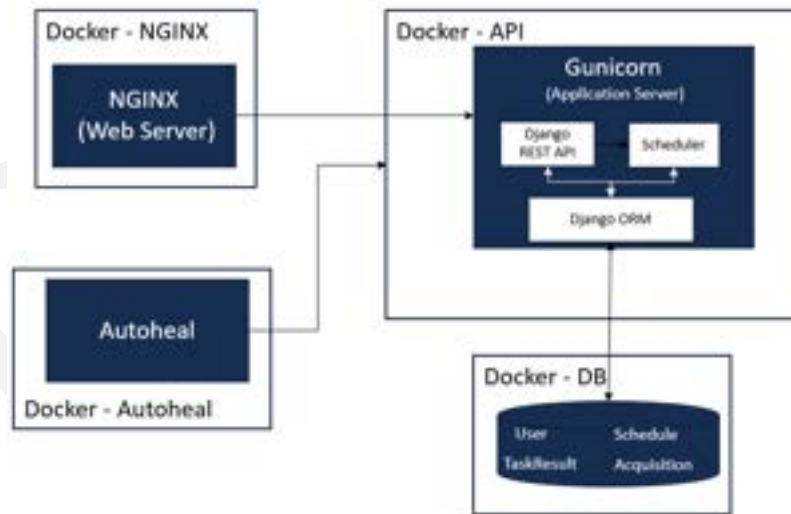 Docker - NGINX
NGINX
(Web Server)
Docker - API
Gunicorn
(Application Server)
Django
REST API
Scheduler
Django ORM
Autoheal
Docker - Autoheal
Docker - DB
User
Schedule
TaskResult
Acquisition